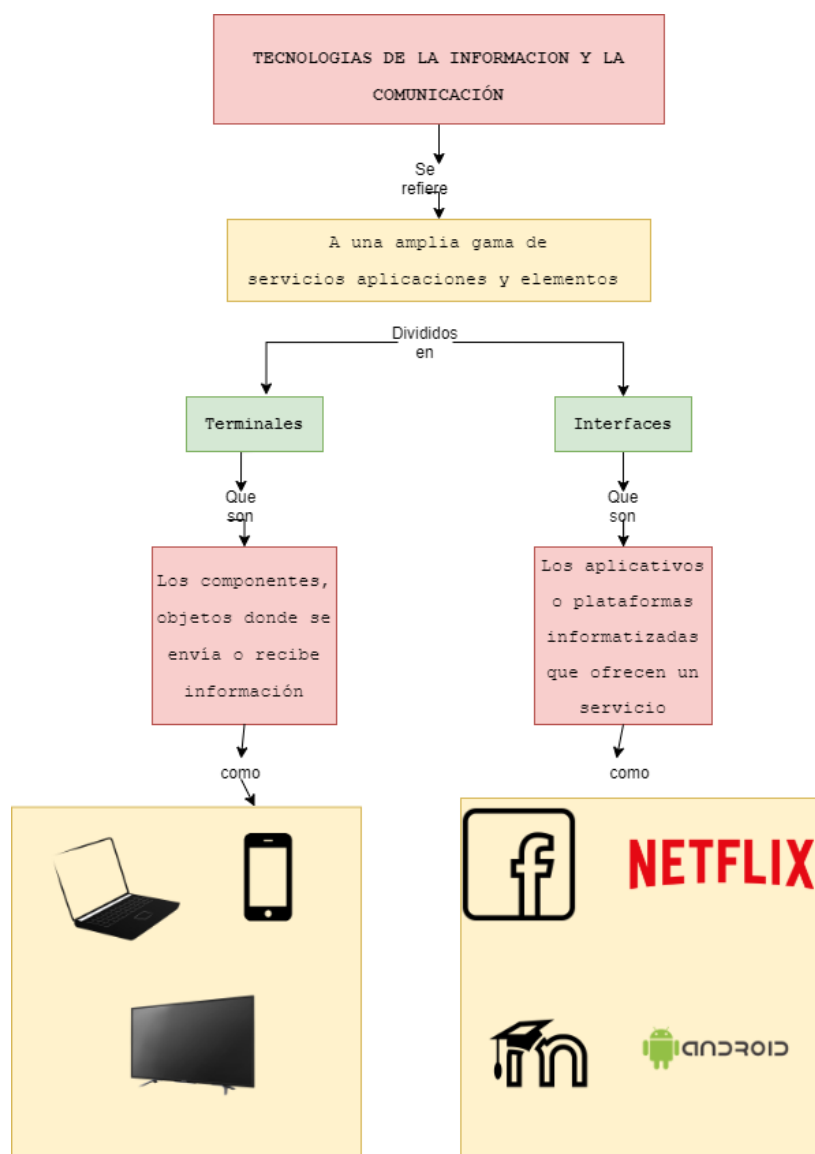 TECNOLOGIAS DE LA INFORMACION Y LA
COMUNICACIÓN
Se
refiere
A una amplia gama de
servicios aplicaciones y elementos
Divididos
en
Terminales
Interfaces
Que
son
Que
son
Los componentes,
objetos donde se
envía o recibe
información
Los aplicativos
o plataformas
informatizadas
que ofrecen un
servicio
como
como
f
NETFLIX
m
ANDROID